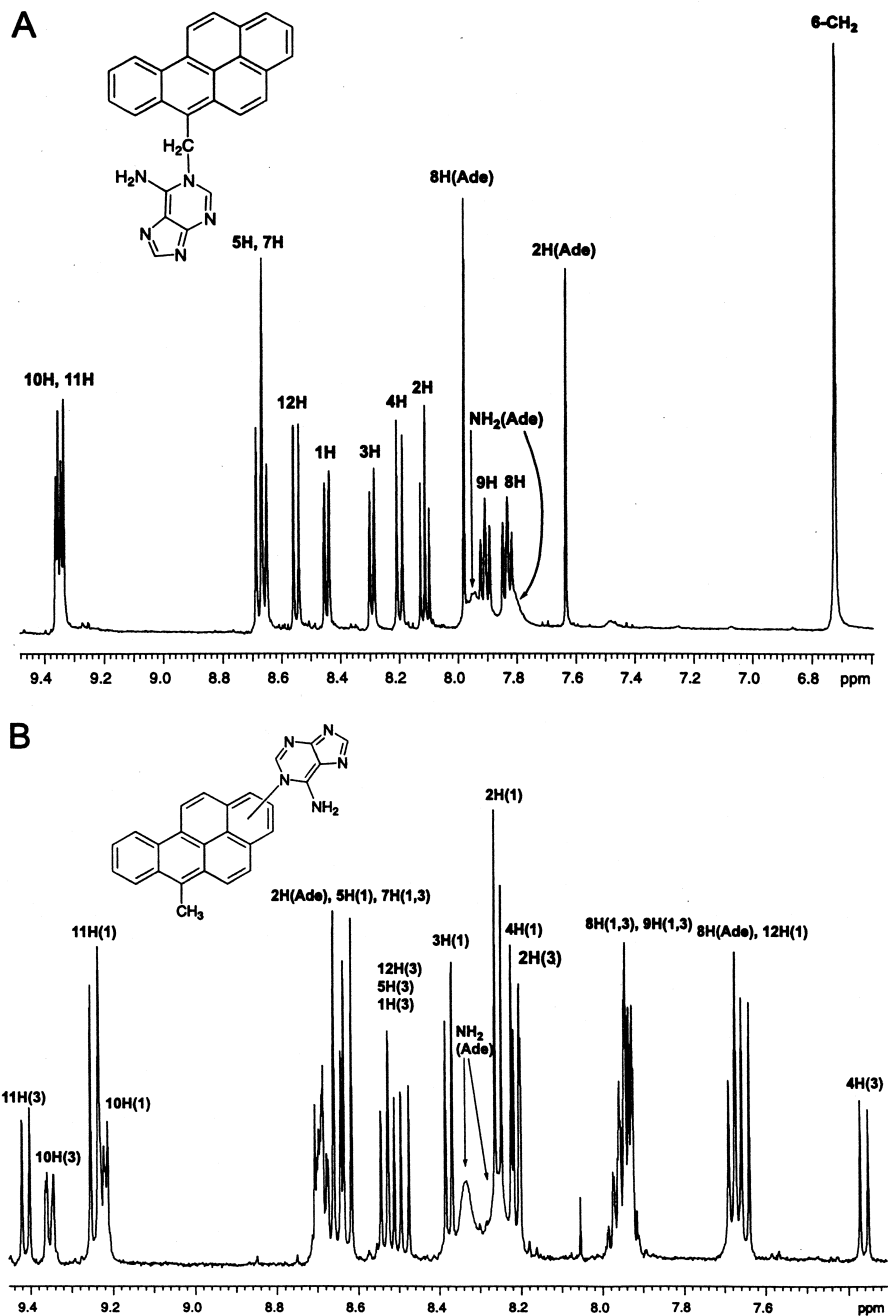 A
6-CH2
H2C
H2N
N
N
N
N
8H(Ade)
5H, 7H
2H(Ade)
10H, 11H
12H
1H
3H
4H
2H
NH2(Ade)
9H
8H
9.4 9.2 9.0 8.8 8.6 8.4 8.2 8.0 7.8 7.6 7.4 7.2 7.0 6.8 ppm
B
N
N
N
N
NH2
CH3
2H(1)
2H(Ade), 5H(1), 7H(1,3)
11H(1)
3H(1)
4H(1)
8H(1,3), 9H(1,3)
8H(Ade), 12H(1)
2H(3)
12H(3)
5H(3)
1H(3)
NH2
(Ade)
11H(3)
10H(1)
4H(3)
10H(3)
9.4 9.2 9.0 8.8 8.6 8.4 8.2 8.0 7.8 7.6 ppm